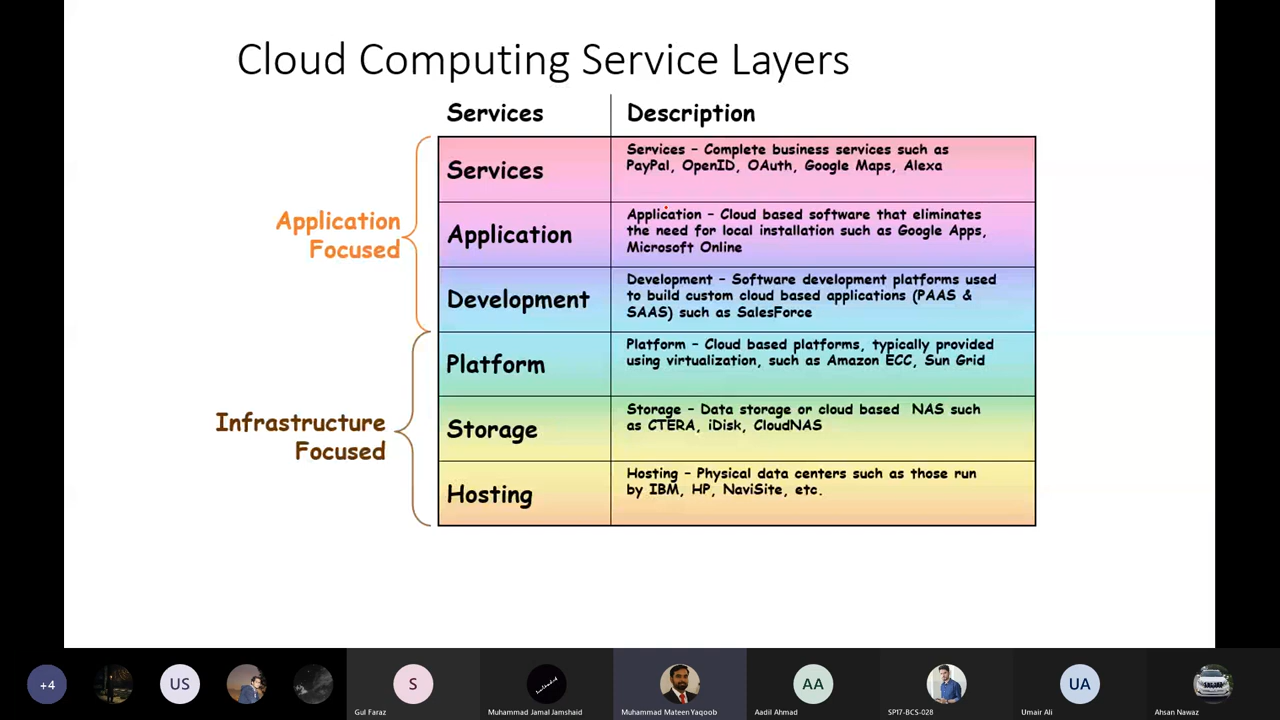 Cloud Computing Service Layers
Services
Description
Application
Focused
Services
Services – Complete business services such as
PayPal, OpenID, OAuth, Google Maps, Alexa
Application
Application – Cloud based software that eliminates
the need for local installation such as Google Apps,
Microsoft Online
Development
Development – Software development platforms used
to build custom cloud based applications (PAAS &
SAAS) such as SalesForce
Infrastructure
Focused
Platform
Platform – Cloud based platforms, typically provided
using virtualization, such as Amazon ECC, Sun Grid
Storage
Storage – Data storage or cloud based NAS such
as CTERA, iDisk, CloudNAS
Hosting
Hosting – Physical data centers such as those run
by IBM, HP, NaviSite, etc.
+4
US
S
Gul Faraz
Muhammad Jamal Jamshaid
Muhammad Mateen Yaqoob
AA
Aadil Ahmad
SP17-BCS-028
UA
Umair Ali
Ahsan Nawaz